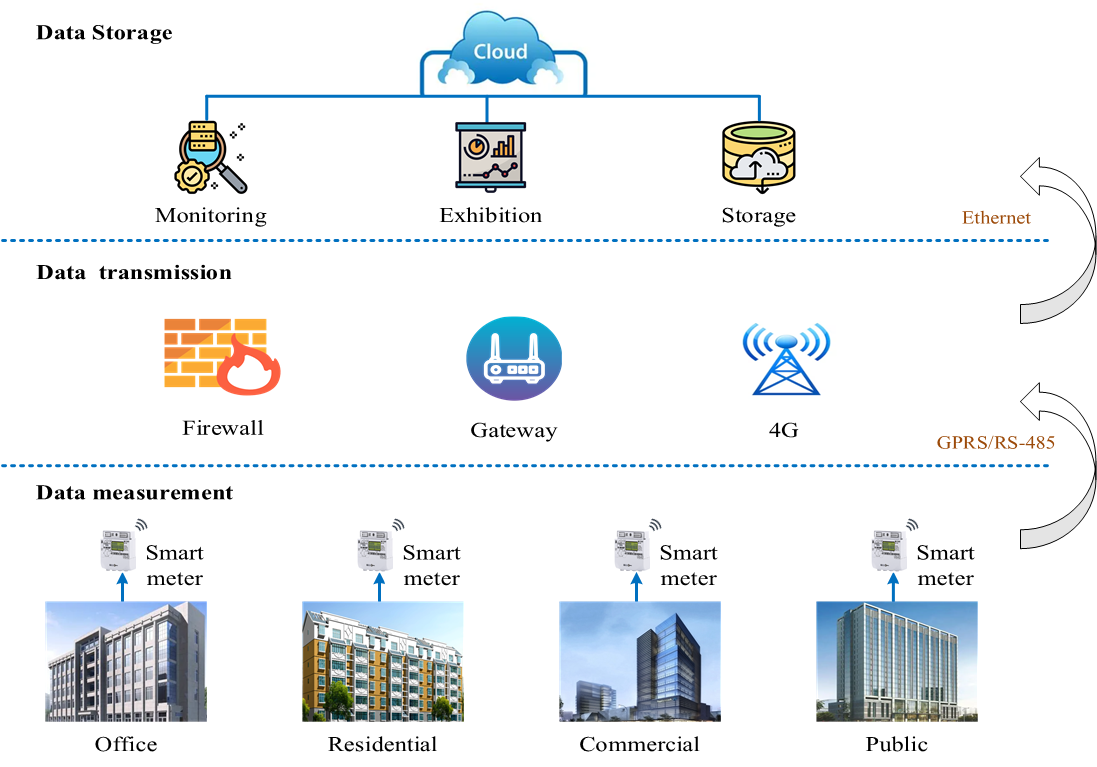 Data Storage
Cloud
Monitoring
Exhibition
Storage
Ethernet
Data transmission
Firewall
Gateway
4G
GPRS/RS-485
Data measurement
Smart
meter
Smart
meter
Smart
meter
Smart
meter
Office
Residential
Commercial
Public